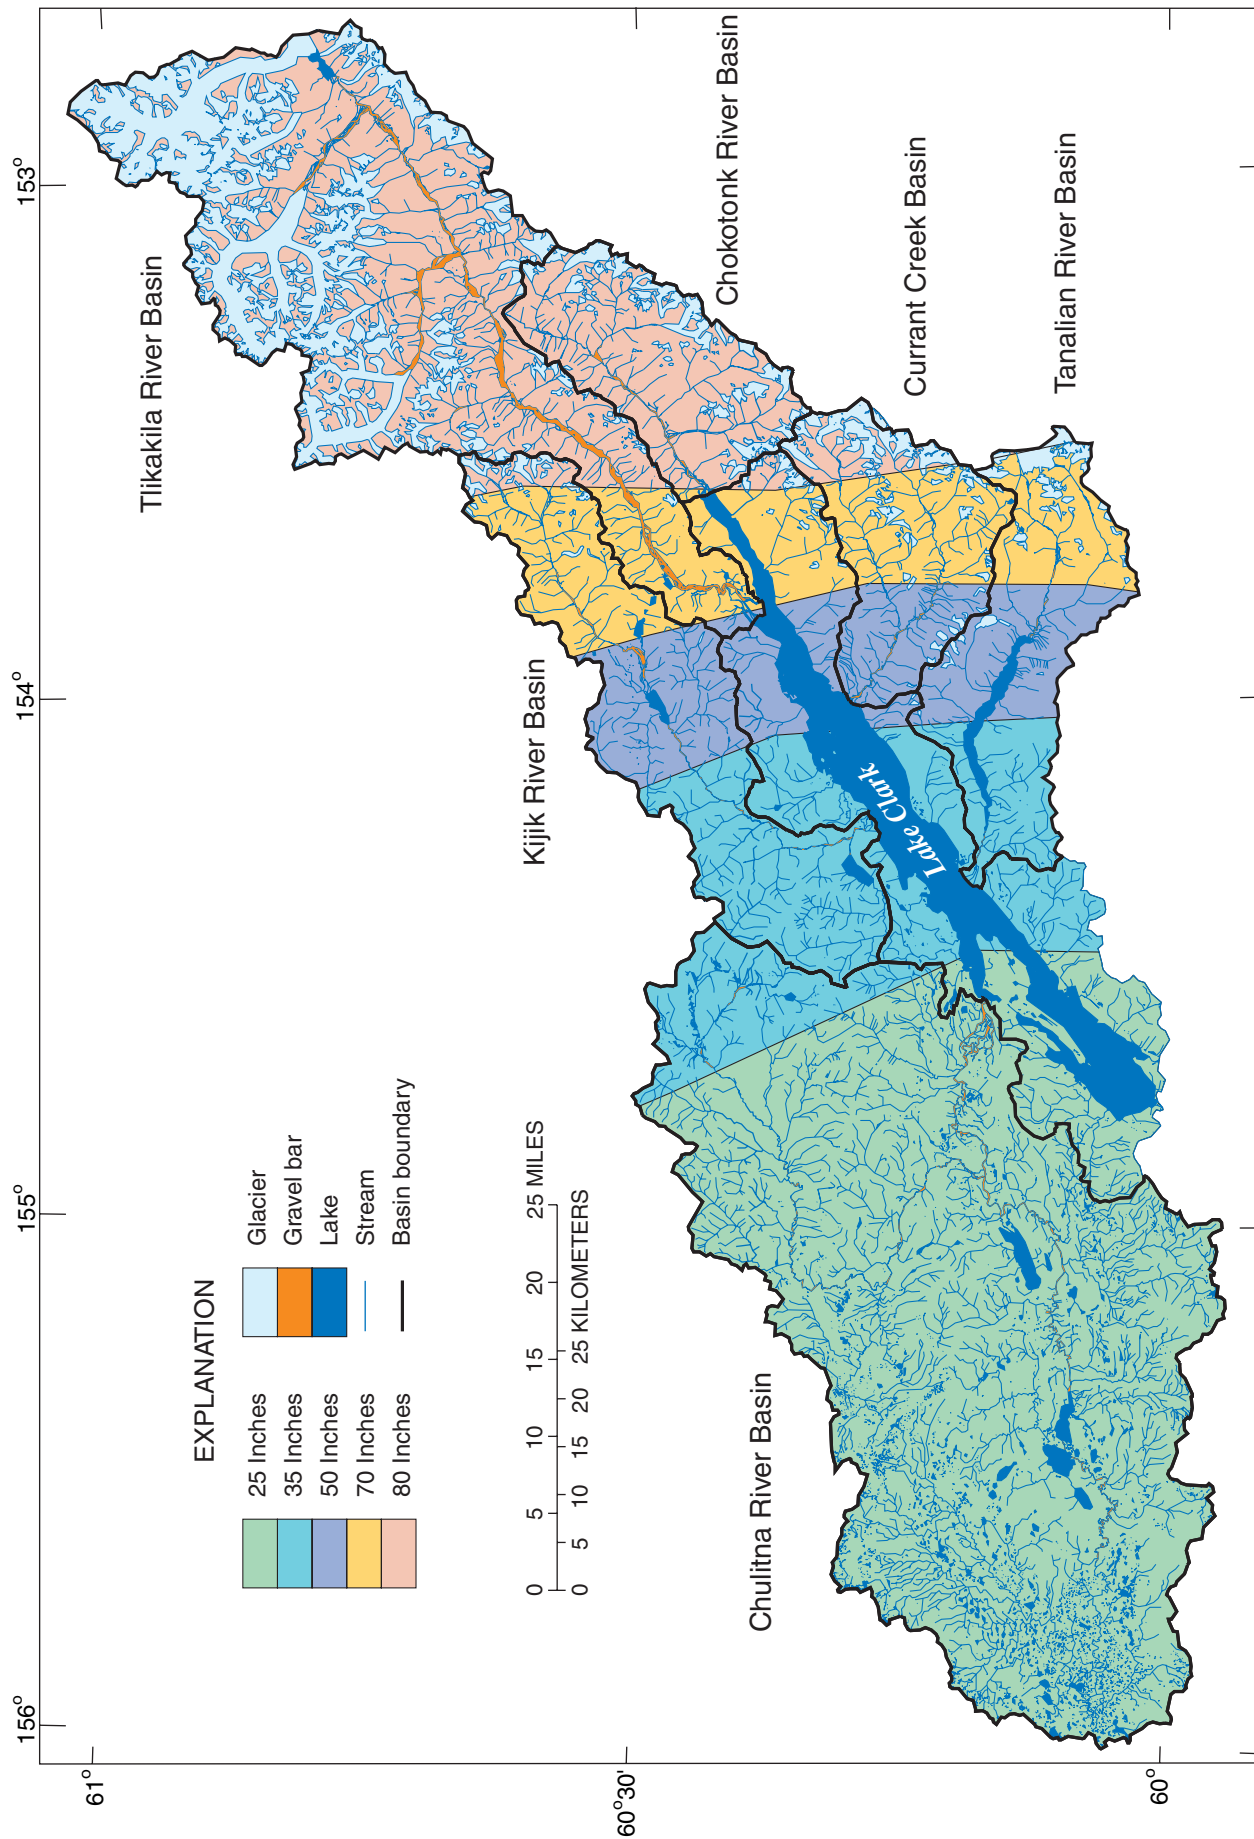 156°
155°
154°
153°
61°
60°30'
60°
Tlikakila River Basin
Kijik River Basin
Chokotonk River Basin
Currant Creek Basin
Tanalian River Basin
Chulitna River Basin
Lake Clark
EXPLANATION
25 Inches
35 Inches
50 Inches
70 Inches
80 Inches
Glacier
Gravel bar
Lake
Stream
Basin boundary
0 5 10 15 20 25 MILES
0 5 10 15 20 25 KILOMETERS